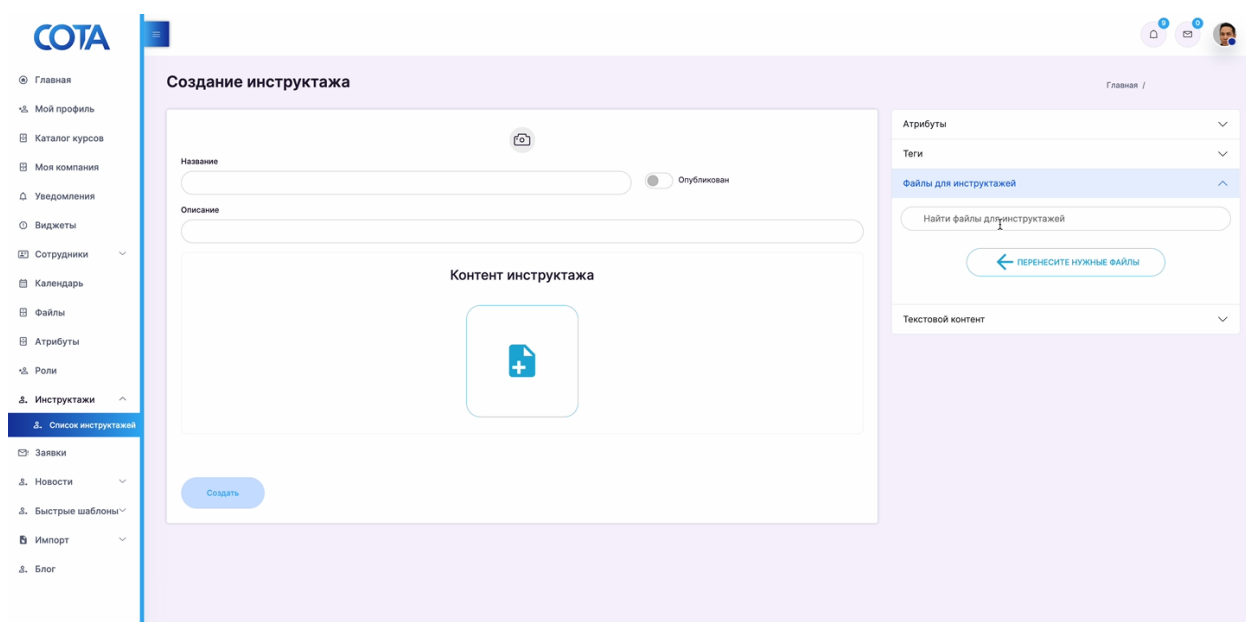 СОТА
9
0
Главная
Мой профиль
Каталог курсов
Моя компания
Уведомления
Виджеты
Сотрудники
Календарь
Файлы
Атрибуты
Роли
Инструктажи
Список инструктажей
Заявки
Новости
Быстрые шаблоны
Импорт
Блог
Создание инструктажа
Главная /
Название
Опубликован
Описание
Контент инструктажа
Создать
Атрибуты
Теги
Файлы для инструктажей
Найти файлы для инструктажей
ПЕРЕНЕСИТЕ НУЖНЫЕ ФАЙЛЫ
Текстовой контент